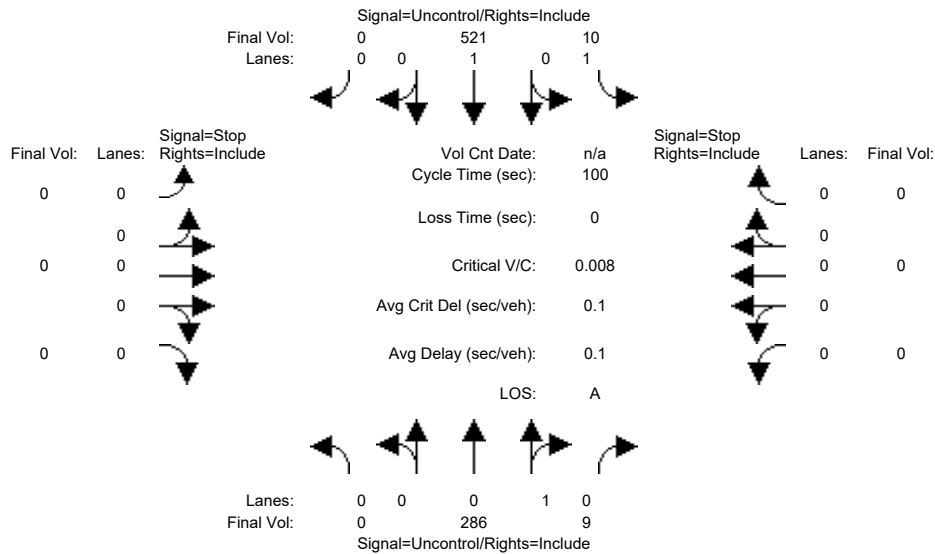 Signal=Uncontrol/Rights=Include
Final Vol: 0 521 10
Lanes: 0 0 1 0 1
Signal=Stop Signal=Stop
Final Vol: Lanes: Rights=Include Vol Cnt Date: n/a Rights=Include Lanes: Final Vol:
Cycle Time (sec): 100
0 0 0 0
Loss Time (sec): 0
0 0
0 0 Critical V/C: 0.008 0 0
0 Avg Crit Del (sec/veh): 0.1 0
0 0 Avg Delay (sec/veh): 0.1 0 0
LOS: A
Lanes: 0 0 0 1 0
Final Vol: 0 286 9
Signal=Uncontrol/Rights=Include